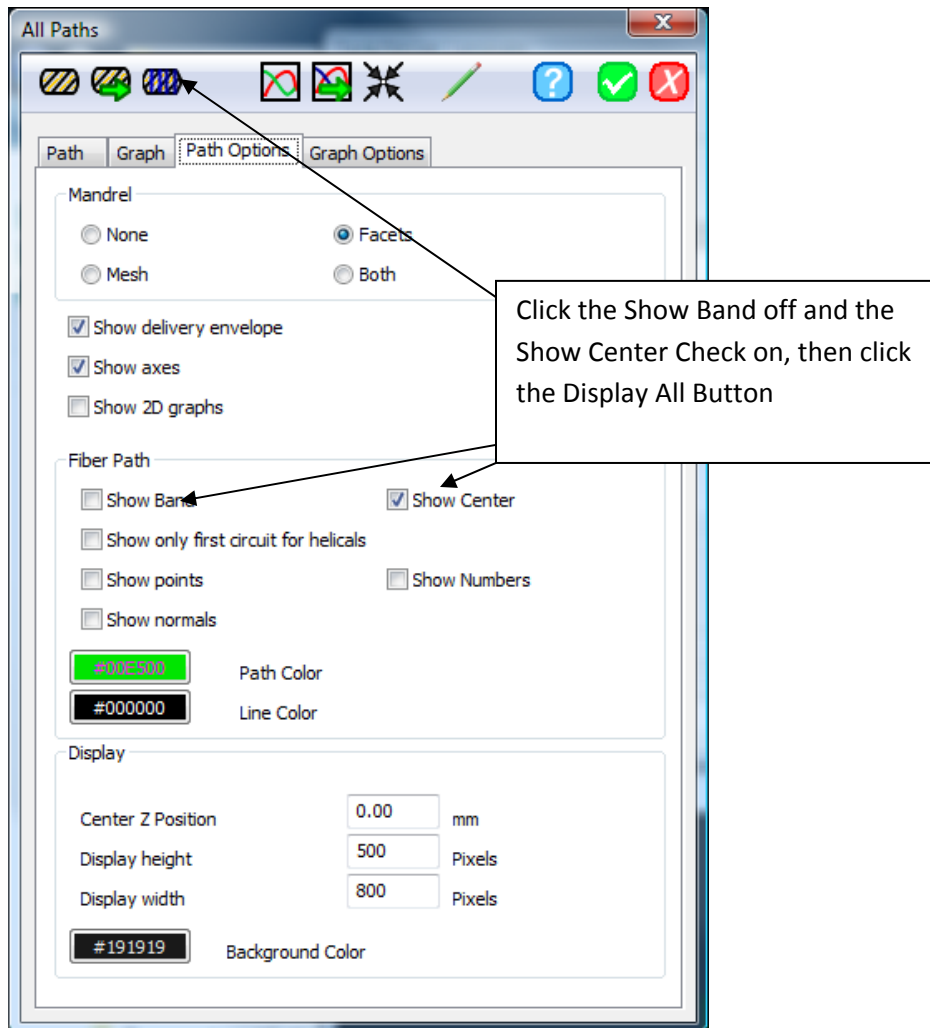 All Paths
Path Graph Path Options Graph Options
Mandrel
None Facets
Mesh Both
Click the Show Band off and the
Show Center Check on, then click
the Display All Button
Show delivery envelope
Show axes
Show 2D graphs
Fiber Path
Show Band Show Center
Show only first circuit for helicals
Show points Show Numbers
Show normals
#00E500 Path Color
#000000 Line Color
Display
Center Z Position 0.00 mm
Display height 500 Pixels
Display width 800 Pixels
#191919 Background Color